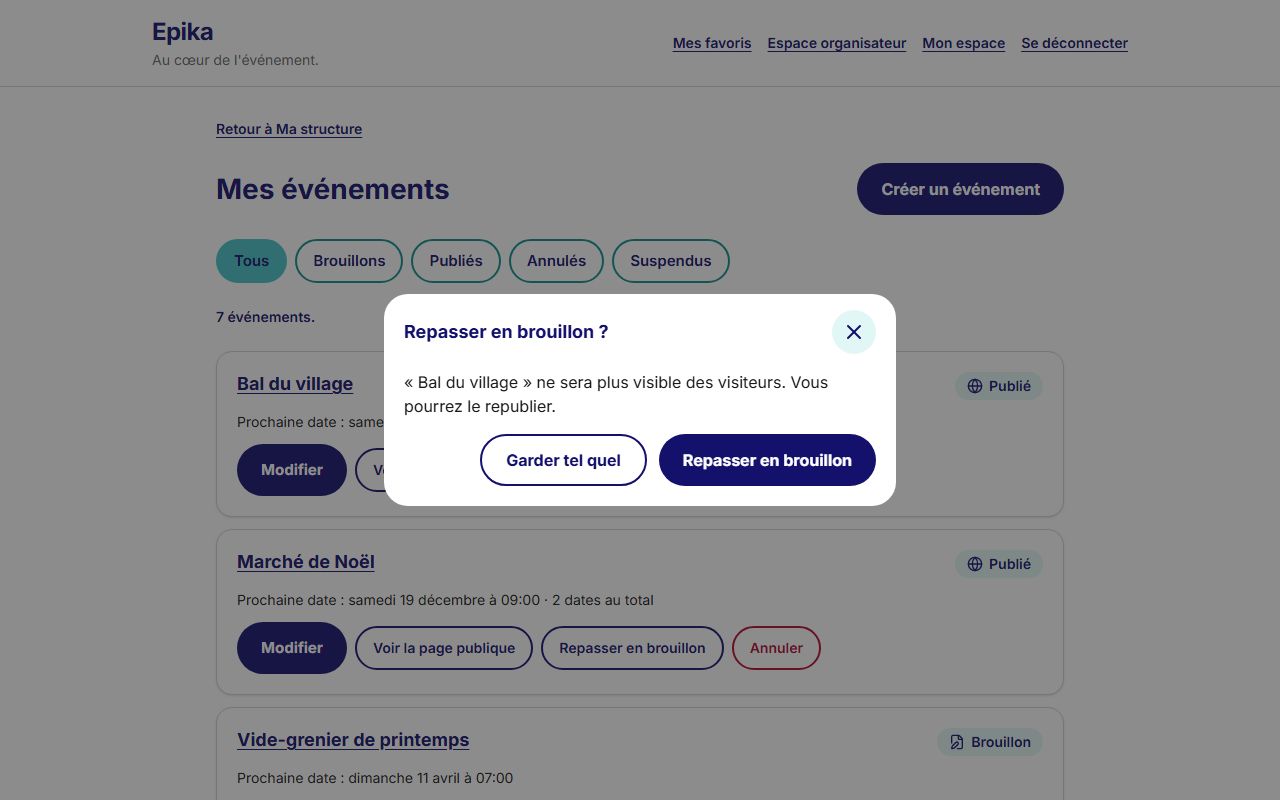 Epika
Au cœur de l'événement.
Mes favoris
Espace organisateur
Mon espace
Se déconnecter
Retour à Ma structure
Mes événements
Créer un événement
Tous
Brouillons
Publiés
Annulés
Suspendus
7 événements.
Repasser en brouillon ?
« Bal du village » ne sera plus visible des visiteurs. Vous
pourrez le republier.
Garder tel quel
Repasser en brouillon
Bal du village
Publié
Prochaine date :
Modifier
Marché de Noël
Publié
Prochaine date : samedi 19 décembre à 09:00 · 2 dates au total
Modifier
Voir la page publique
Repasser en brouillon
Annuler
Vide-grenier de printemps
Brouillon
Prochaine date : dimanche 11 avril à 07:00